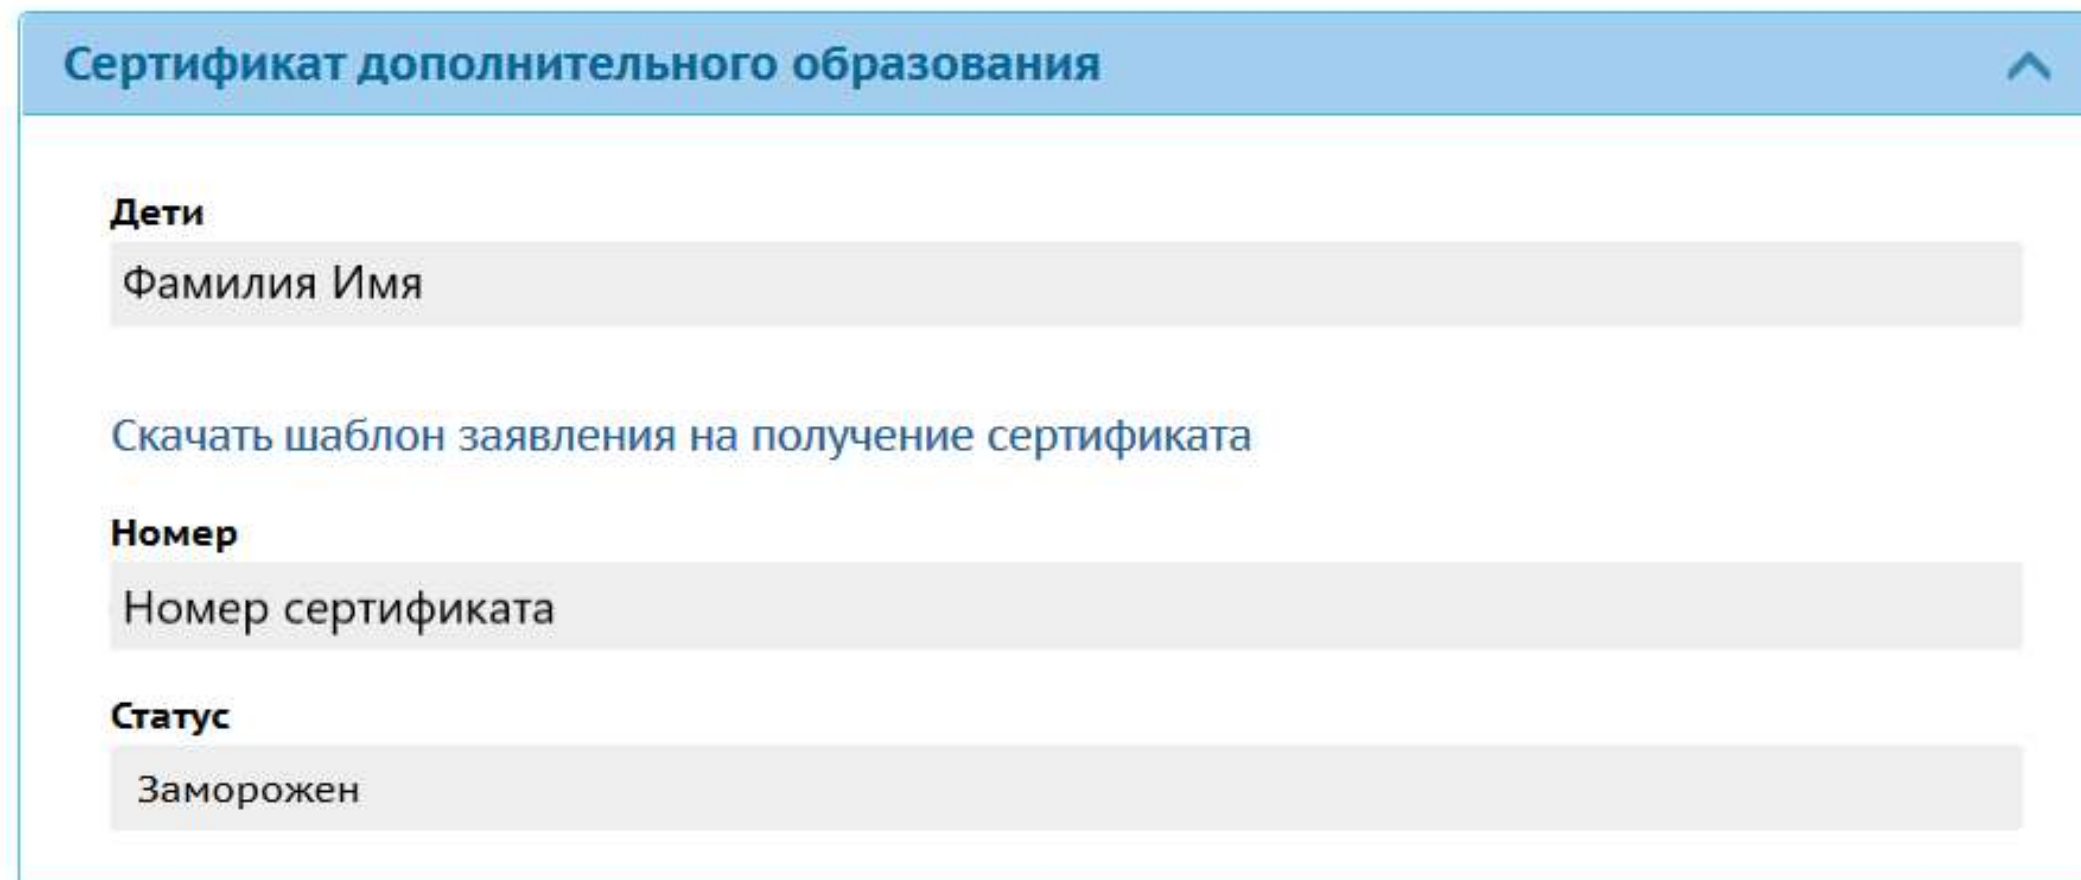 Сертификат дополнительного образования
Дети
Фамилия Имя
Скачать шаблон заявления на получение сертификата
Номер
Номер сертификата
Статус
Заморожен